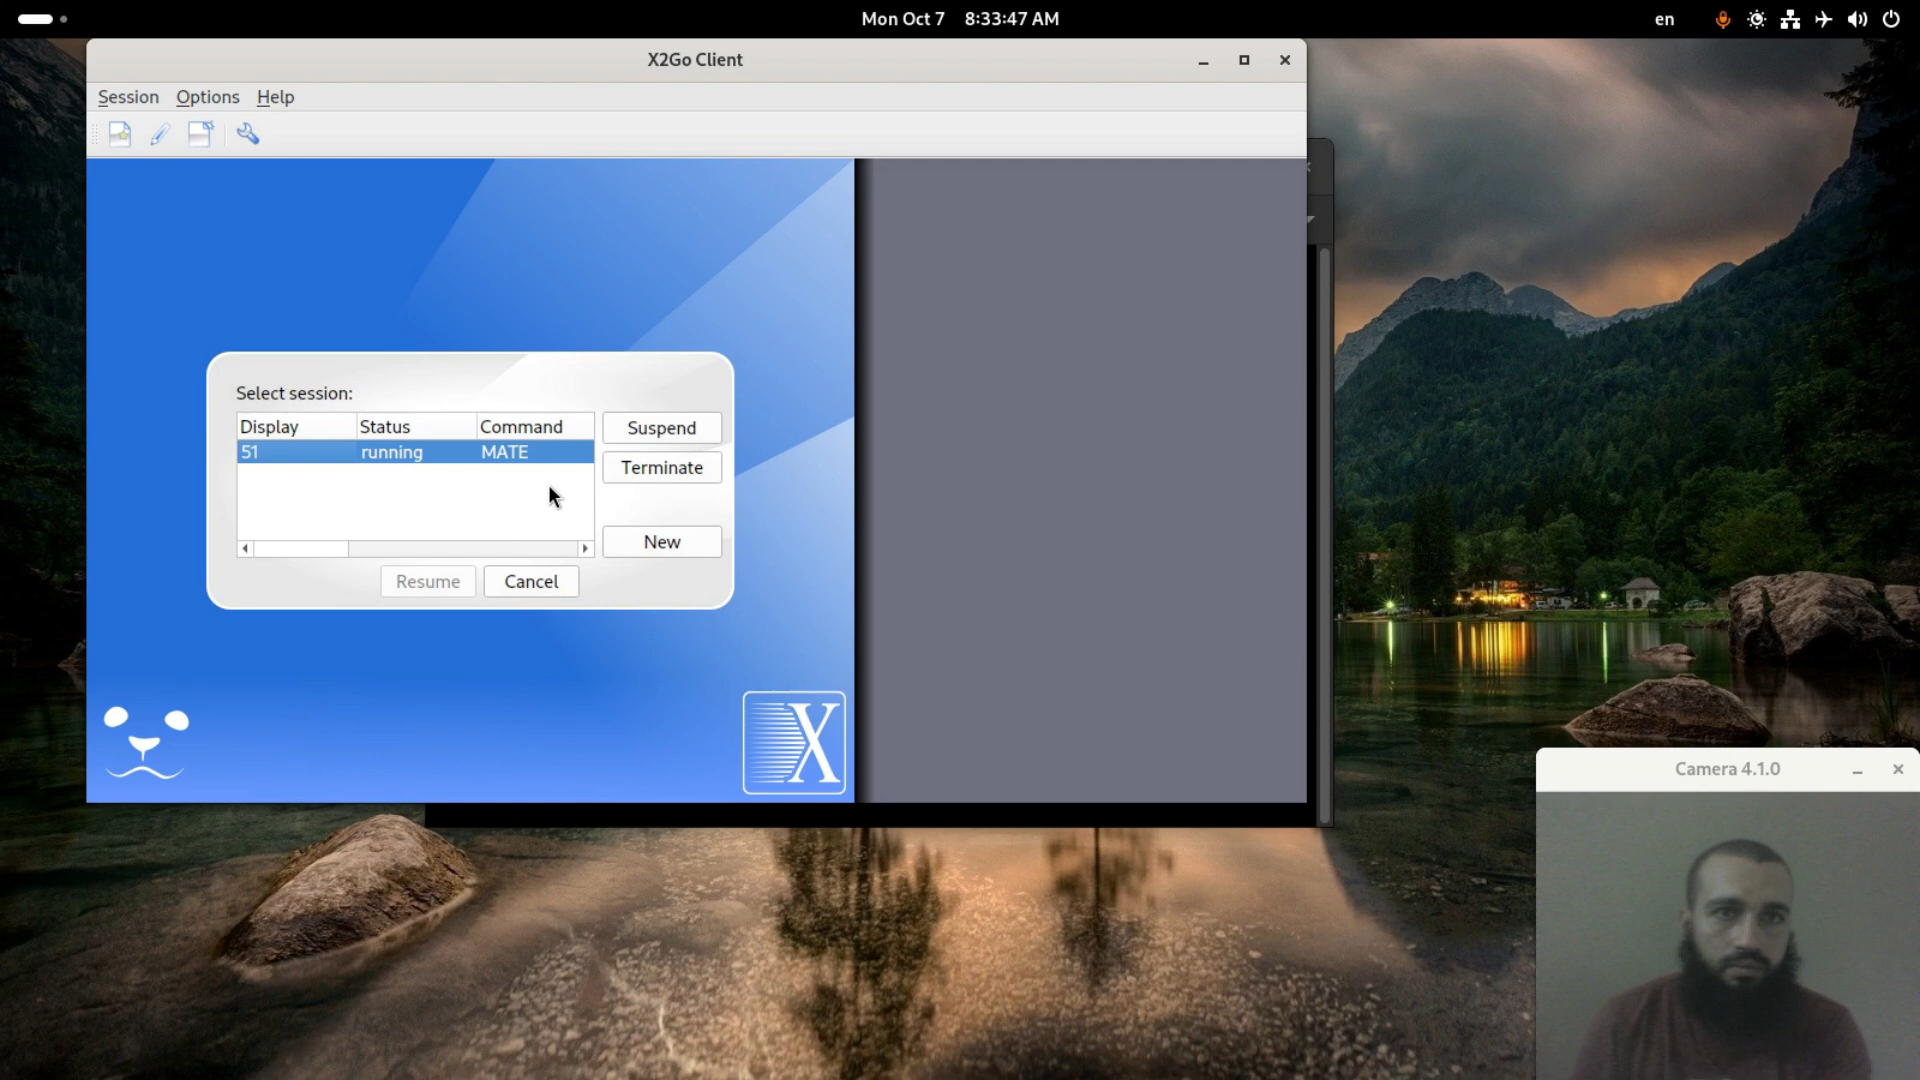 Mon Oct 7 8:33:47 AM
en
X2Go Client
Session Options Help
Select session:
Display Status Command
51 running MATE
Suspend
Terminate
New
Resume Cancel
X
Camera 4.1.0